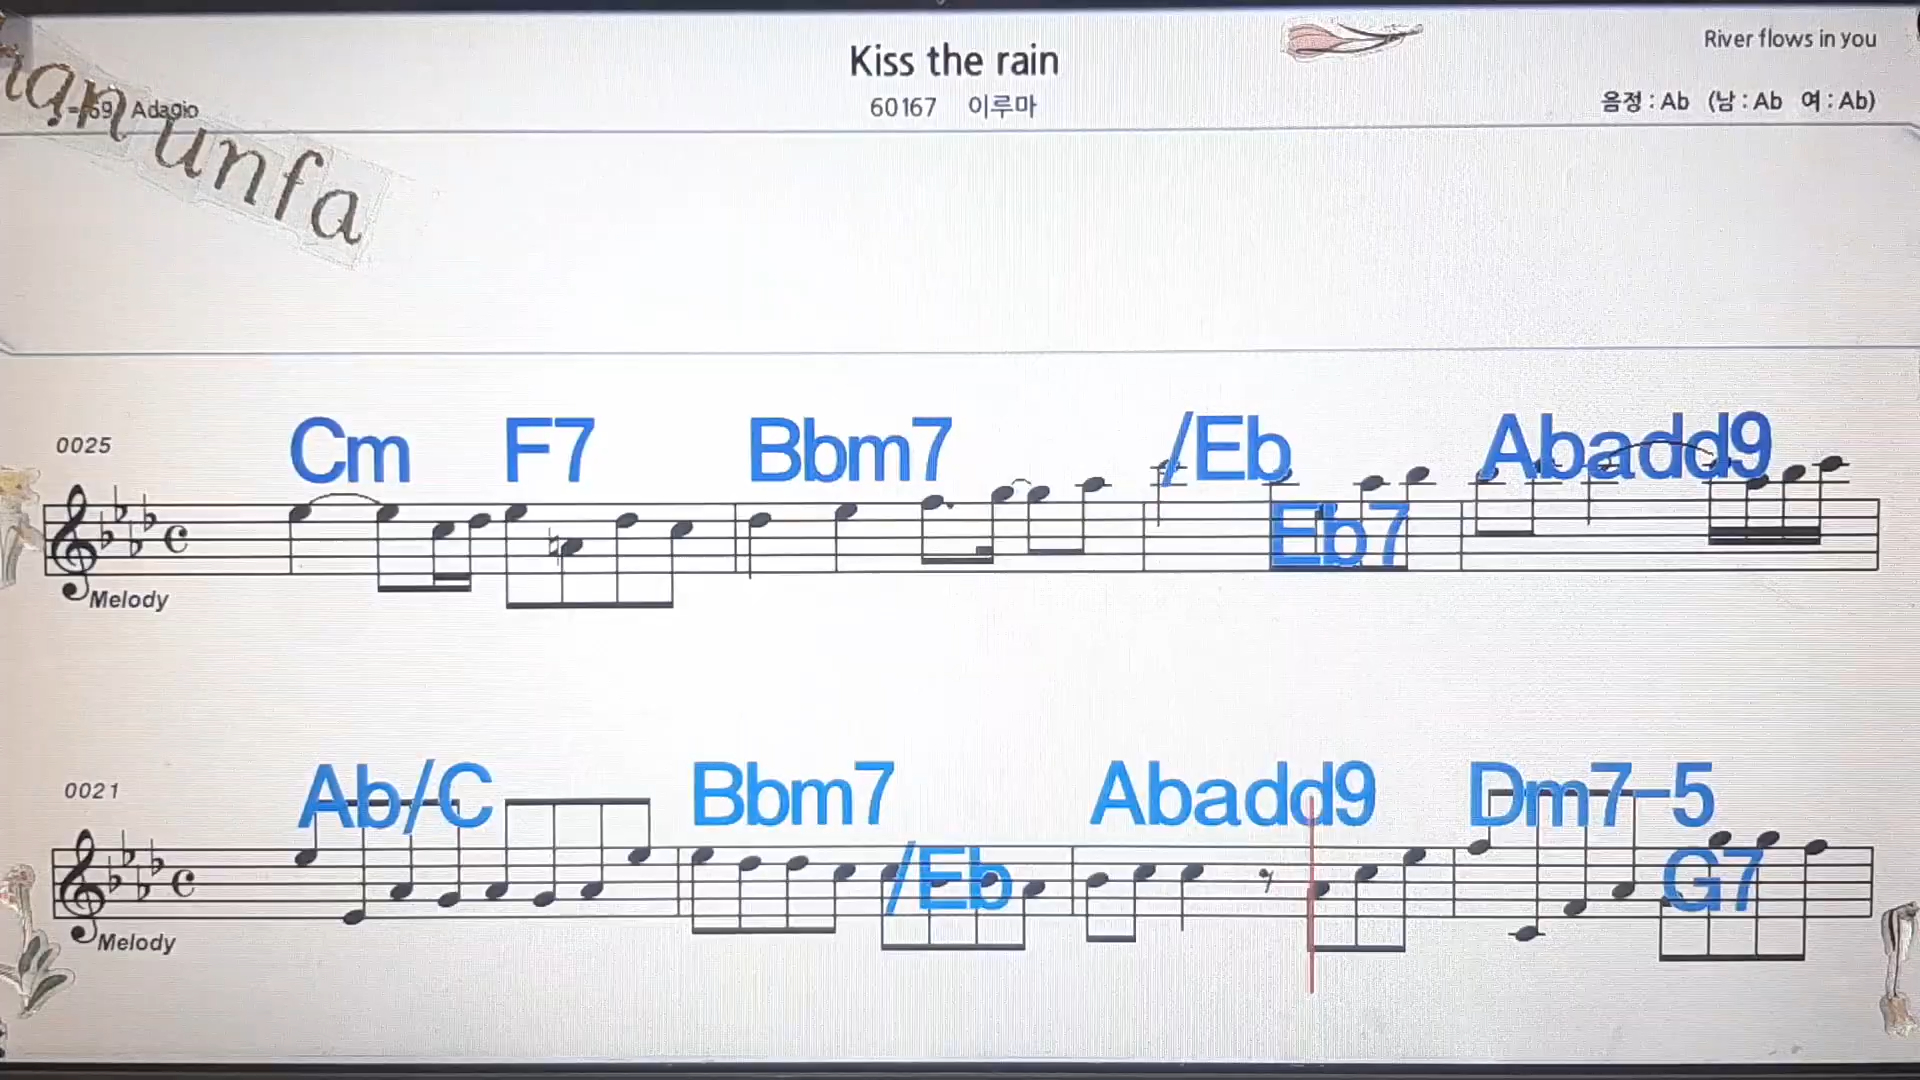 Kiss the rain
River flows in you
60167 이루마
음정 : Ab (남 : Ab 여 : Ab)
Adagio
unfa
0025
Cm F7 Bbm7 /Eb Abadd9
Eb7
Melody
0021
Ab/C Bbm7 Abadd9 Dm7-5
/Eb G7
Melody